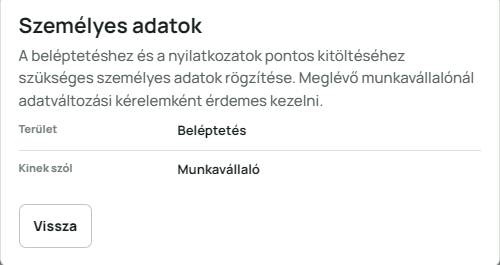 Személyes adatok
A beléptetéshez és a nyilatkozatok pontos kitöltéséhez
szükséges személyes adatok rögzítése. Meglévő munkavállalónál
adatváltozási kérelemként érdemes kezelni.
Terület Beléptetés
Kinek szól Munkavállaló
Vissza